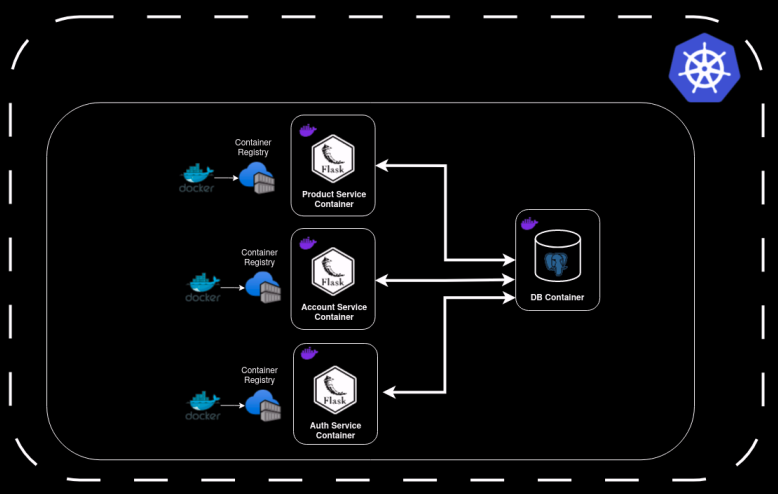 Container
Registry
docker
Flask
Product Service
Container
Container
Registry
docker
Flask
Account Service
Container
DB Container
Container
Registry
docker
Flask
Auth Service
Container